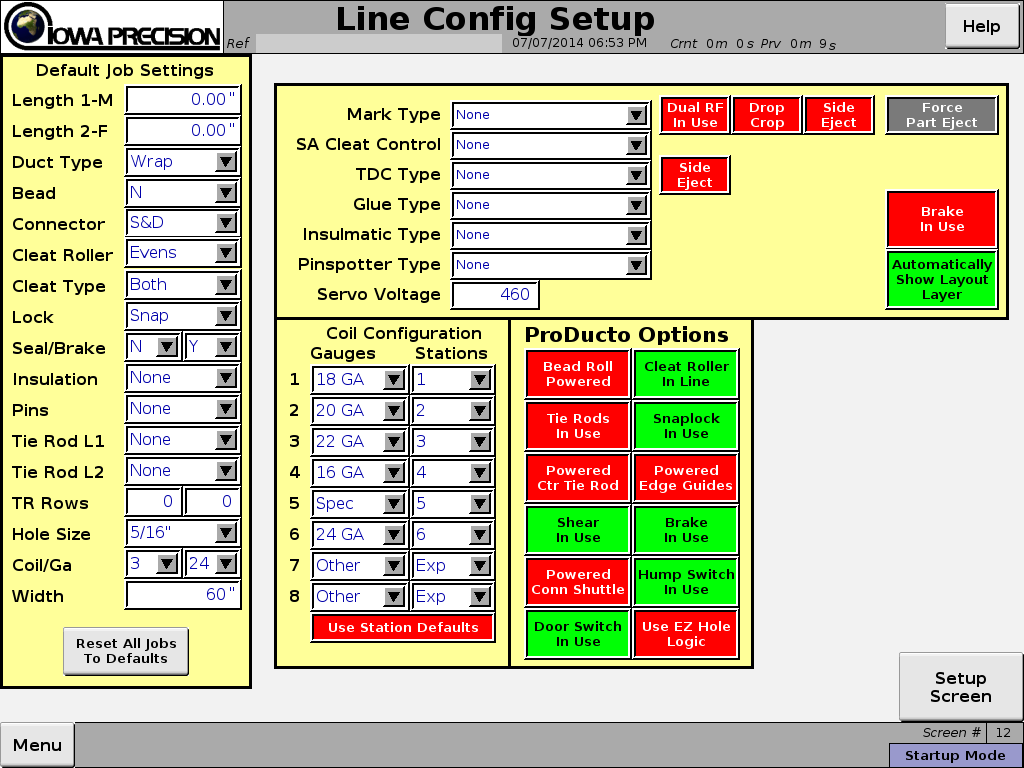 IOWA PRECISION
Ref
Line Config Setup
07/07/2014 06:53 PM
Crnt 0m 0s Prv 0m 9s
Help
Default Job Settings
Length 1-M 0.00"
Length 2-F 0.00"
Duct Type Wrap
Bead N
Connector S&D
Cleat Roller Evens
Cleat Type Both
Lock Snap
Seal/Brake N Y
Insulation None
Pins None
Tie Rod L1 None
Tie Rod L2 None
TR Rows 0 0
Hole Size 5/16"
Coil/Ga 3 24
Width 60"
Reset All Jobs
To Defaults
Mark Type None
SA Cleat Control None
TDC Type None
Glue Type None
Insulmatic Type None
Pinspotter Type None
Servo Voltage 460
Dual RF
In Use
Drop
Crop
Side
Eject
Force
Part Eject
Side
Eject
Brake
In Use
Automatically
Show Layout
Layer
Coil Configuration
Gauges Stations
1 18 GA 1
2 20 GA 2
3 22 GA 3
4 16 GA 4
5 Spec 5
6 24 GA 6
7 Other Exp
8 Other Exp
Use Station Defaults
ProDucto Options
Bead Roll
Powered
Cleat Roller
In Line
Tie Rods
In Use
Snaplock
In Use
Powered
Ctr Tie Rod
Powered
Edge Guides
Shear
In Use
Brake
In Use
Powered
Conn Shuttle
Hump Switch
In Use
Door Switch
In Use
Use EZ Hole
Logic
Setup
Screen
Menu
Screen # 12
Startup Mode